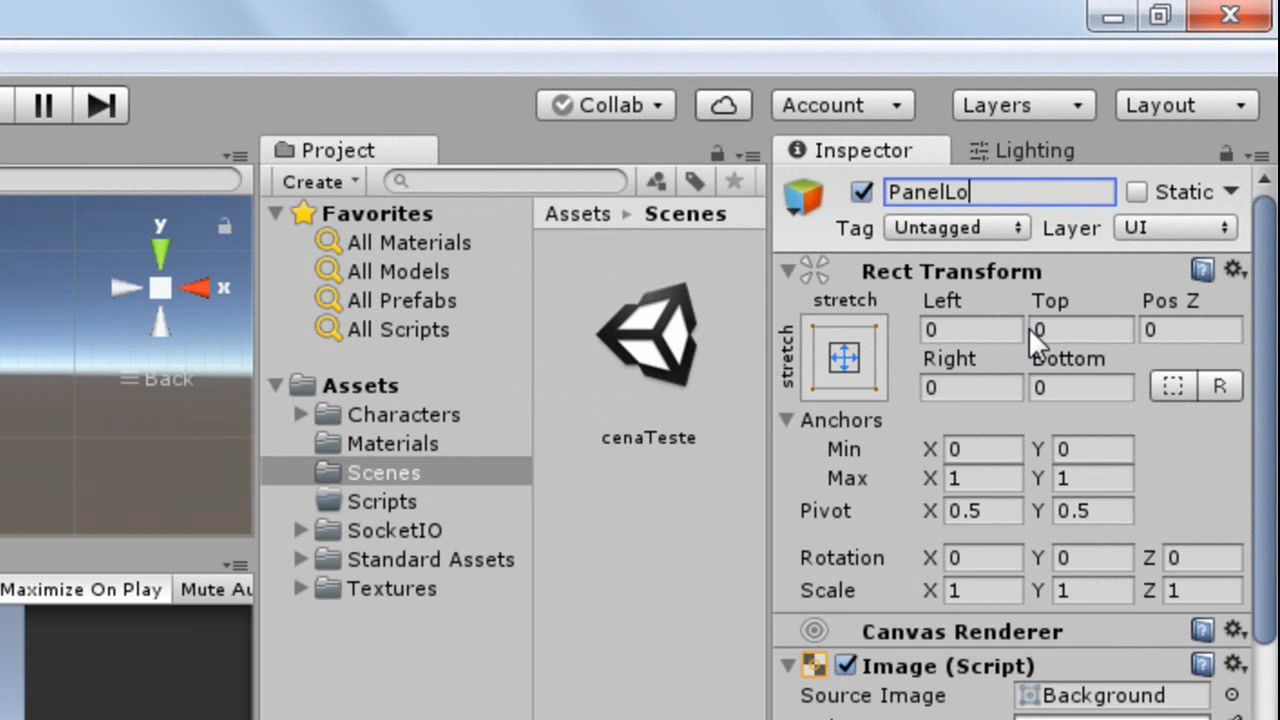 Collab
Account
Layers
Layout
Project
Inspector
Lighting
Create
PanelLo
Static
Favorites
Assets
Scenes
Tag
Untagged
Layer
UI
All Materials
All Models
All Prefabs
All Scripts
y
x
Back
Rect Transform
stretch
stretch
Left
Top
Pos Z
0
0
0
Right
Bottom
0
0
R
Assets
Characters
Materials
Scenes
Scripts
SocketIO
Standard Assets
Textures
cenaTeste
Anchors
Min
X 0
Y 0
Max
X 1
Y 1
Pivot
X 0.5
Y 0.5
Rotation
X 0
Y 0
Z 0
Scale
X 1
Y 1
Z 1
Maximize On Play
Mute Au
Canvas Renderer
Image (Script)
Source Image
Background